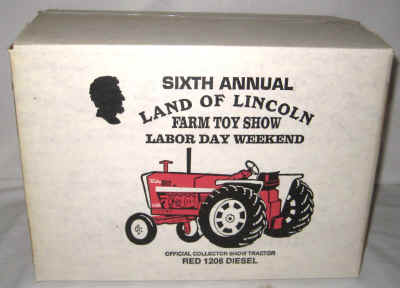 SIXTH ANNUAL
LAND OF LINCOLN
FARM TOY SHOW
LABOR DAY WEEKEND
OFFICIAL COLLECTOR SHOW TRACTOR
RED 1206 DIESEL